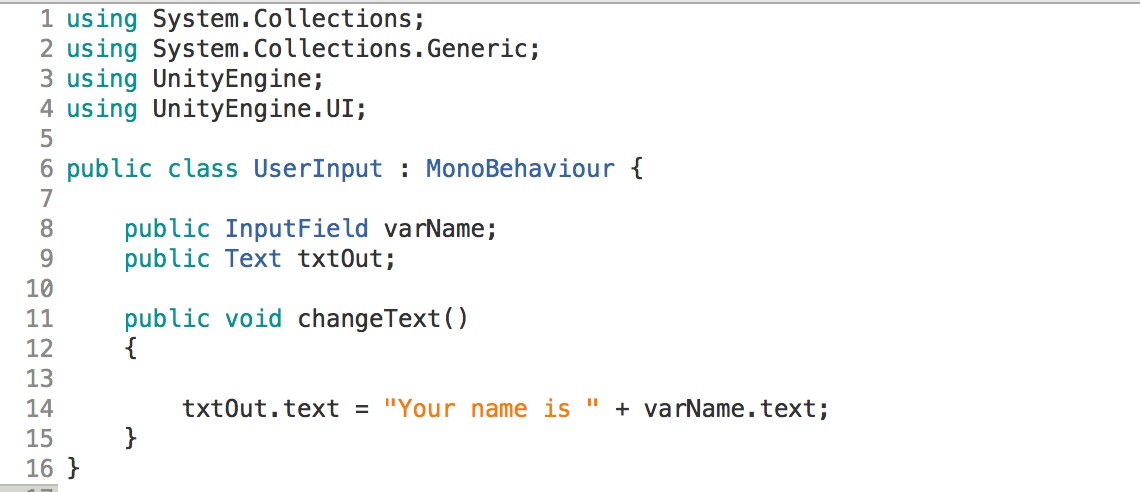 1 using System.Collections;
2 using System.Collections.Generic;
3 using UnityEngine;
4 using UnityEngine.UI;
5
6 public class UserInput : MonoBehaviour {
7
8     public InputField varName;
9     public Text txtOut;
10
11     public void changeText()
12     {
13
14         txtOut.text = "Your name is " + varName.text;
15     }
16 }
17